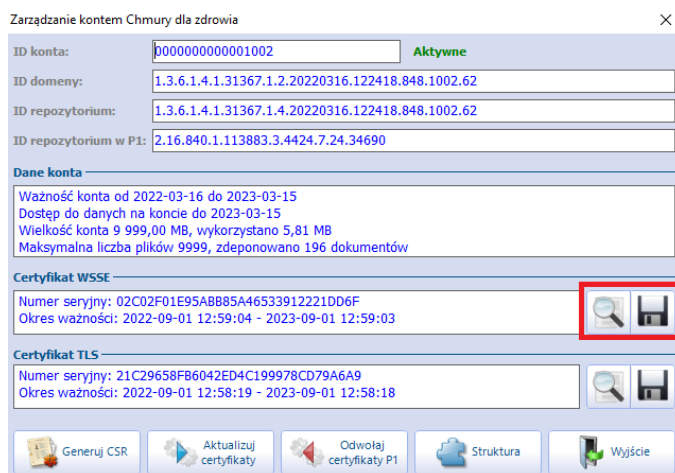 Zarządzanie kontem Chmury dla zdrowia
ID konta: 0000000000001002 Aktywne
ID domeny: 1.3.6.1.4.1.31367.1.2.20220316.122418.848.1002.62
ID repozytorium: 1.3.6.1.4.1.31367.1.4.20220316.122418.848.1002.62
ID repozytorium w P1: 2.16.840.1.113883.3.4424.7.24.34690
Dane konta
Ważność konta od 2022-03-16 do 2023-03-15
Dostęp do danych na koncie do 2023-03-15
Wielkość konta 9 999,00 MB, wykorzystano 5,81 MB
Maksymalna liczba plików 9999, zdeponowano 196 dokumentów
Certyfikat WSSE
Numer seryjny: 02C02F01E95ABB85A46533912221DD6F
Okres ważności: 2022-09-01 12:59:04 - 2023-09-01 12:59:03
Certyfikat TLS
Numer seryjny: 21C29658FB6042ED4C199978CD79A6A9
Okres ważności: 2022-09-01 12:58:19 - 2023-09-01 12:58:18
Generuj CSR
Aktualizuj certyfikaty
Odwołaj certyfikaty P1
Struktura
Wyjście